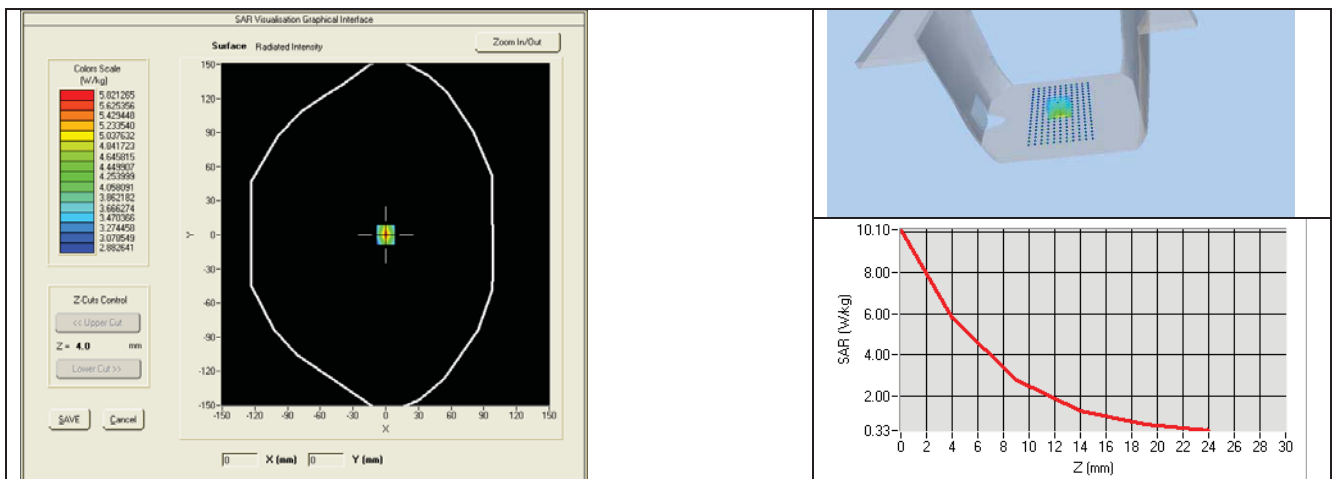 SAR Visualisation Graphical Interface
Surface Radiated Intensity
Zoom In/Out
Colors Scale
(W/kg)
5.821265
5.625356
5.429448
5.233540
5.037632
4.841723
4.645815
4.449907
4.253999
4.058091
3.862182
3.666274
3.470366
3.274458
3.078549
2.882641
Z-Cuts Control
<< Upper Cut
Z = 4.0 mm
Lower Cut >>
SAVE Cancel
150-
120-
90-
60-
30-
0-
-30-
-60-
-90-
-120-
-150-
Y
-150 -120 -90 -60 -30 0 30 60 90 120 150
X
0 X (mm) 0 Y (mm)
10.10-
8.00-
6.00-
4.00-
2.00-
0.33-
SAR (W/kg)
0 2 4 6 8 10 12 14 16 18 20 22 24 26 28 30
Z (mm)